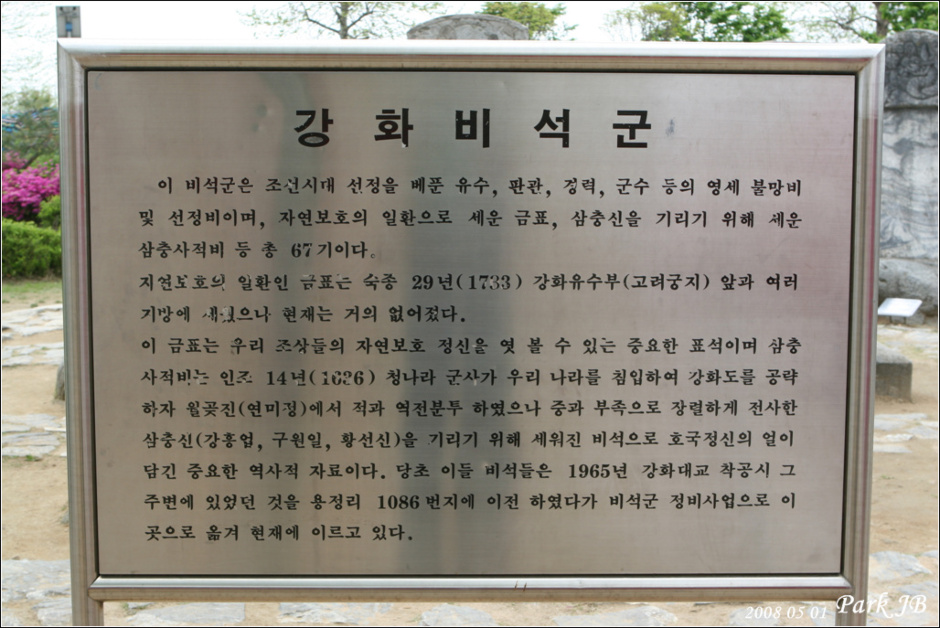 강화비석군
이 비석군은 조선시대 선정을 베푼 유수, 판관, 경력, 군수 등의 영세 불망비
및 선정비이며, 자연보호의 일환으로 세운 금표, 삼충신을 기리기 위해 세운
삼충사적비 등 총 67기이다.
일환인 금표는 숙종 29년(1733) 강화유수부(고려궁지) 앞과 여러
기방에 현재는 거의 없어졌다.
이 금표는 우리 조상들의 자연보호 정신을 엿 볼 수 있는 중요한 표석이며 삼충
사적비는 인조 14년(1636) 청나라 군사가 우리 나라를 침입하여 강화도를 공략
하자 월곶진(연미정)에서 적과 역전분투 하였으나 중과 부족으로 장렬하게 전사한
삼충신(강흥업, 구원일, 황선신)을 기리기 위해 세워진 비석으로 호국정신의 얼이
담긴 중요한 역사적 자료이다. 당초 이들 비석들은 1965년 강화대교 착공시 그
주변에 있었던 것을 용정리 1086번지에 이전 하였다가 비석군 정비사업으로 이
곳으로 옮겨 현재에 이르고 있다.
2008.05.01 Park JB